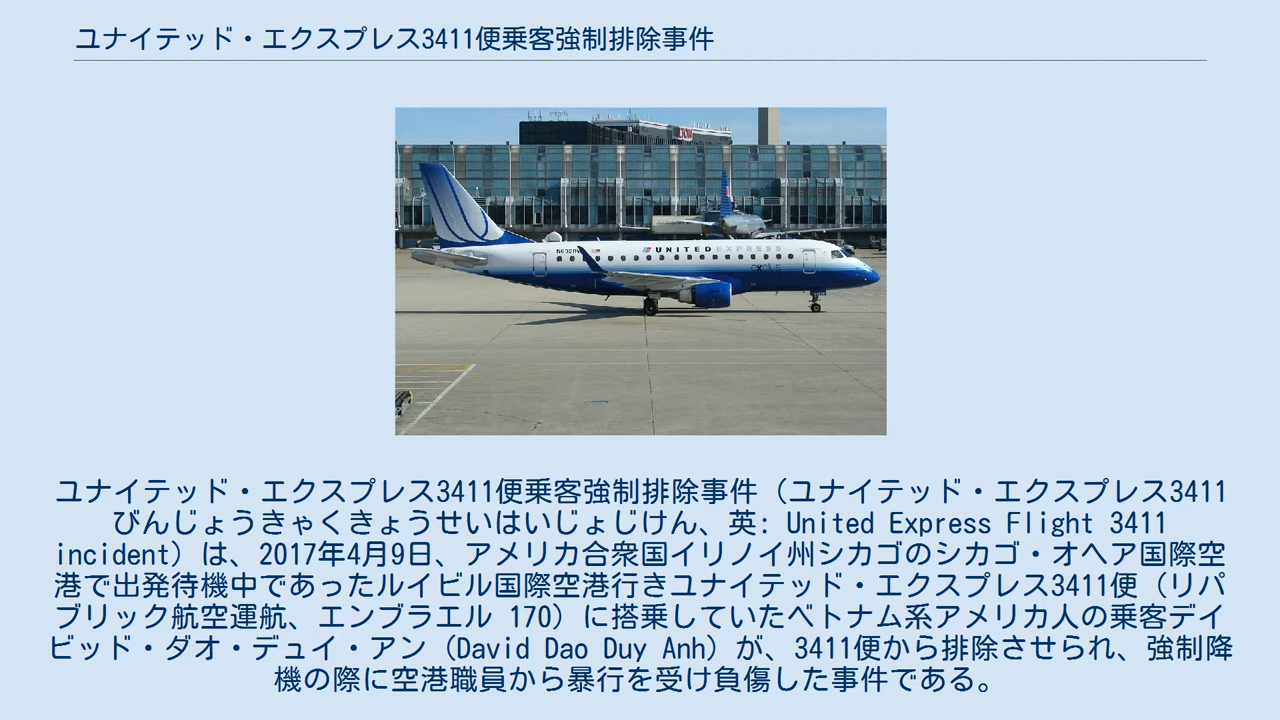 ユナイテッド・エクスプレス3411便乗客強制排除事件
UNITED EXPRESS
ユナイテッド・エクスプレス3411便乗客強制排除事件（ユナイテッド・エクスプレス3411
びんじょうきゃくきょうせいはいじょじけん、英: United Express Flight 3411
incident）は、2017年4月9日、アメリカ合衆国イリノイ州シカゴのシカゴ・オヘア国際空
港で出発待機中であったルイビル国際空港行きユナイテッド・エクスプレス3411便（リパ
ブリック航空運航、エンブラエル 170）に搭乗していたベトナム系アメリカ人の乗客デイ
ビッド・ダオ・デュイ・アン（David Dao Duy Anh）が、3411便から排除させられ、強制降
機の際に空港職員から暴行を受け負傷した事件である。